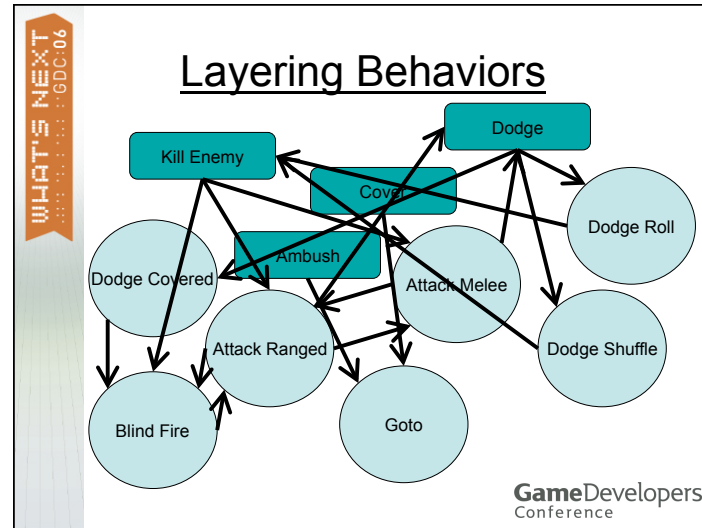 WHAT'S NEXT
::GDC:06
Layering Behaviors
Dodge
Kill Enemy
Cover
Dodge Roll
Ambush
Dodge Covered
Attack Melee
Attack Ranged
Dodge Shuffle
Blind Fire
Goto
GameDevelopers
Conference